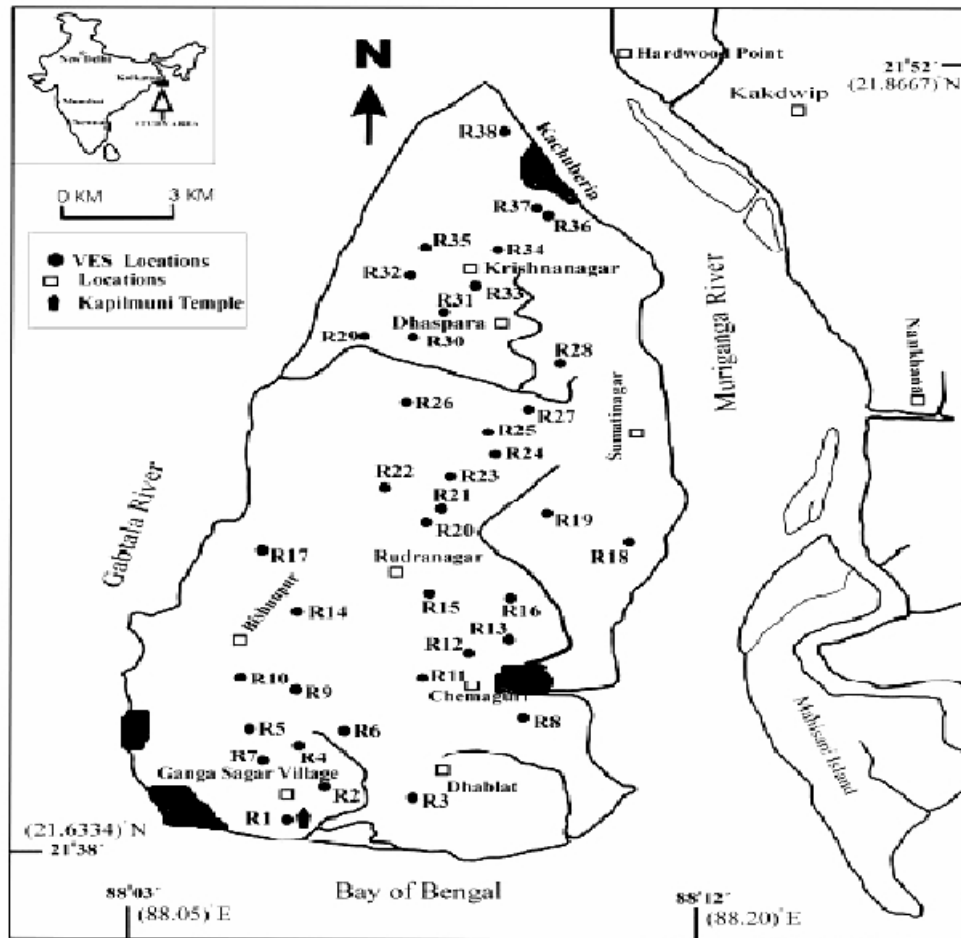 New Delhi
Kolkata
Mumbai
Chennai
STUDY AREA
N
0 KM 3 KM
VES Locations
Locations
Kapilmuni Temple
Hardwood Point
21°52'
(21.8667)°N
Kakdwip
R38
Kachuberia
R37
R36
R35
R34
Krishnanagar
R32
R33
R31
Dhaspara
R29
R30
R28
Muriganga River
R26
R27
Sumatinagar
R25
R24
R23
R22
R21
R20
R19
R18
Gabtala River
R17
Rudranagar
Bishnupur
R14
R15
R16
R13
R12
R11
R10
R9
Chemaguri
R8
R5
R6
R7
R4
Ganga Sagar Village
R2
Dhablat
R3
R1
Mahisani Island
(21.6334)°N
21°38'
Bay of Bengal
88°03'
(88.05)°E
88°12'
(88.20)°E